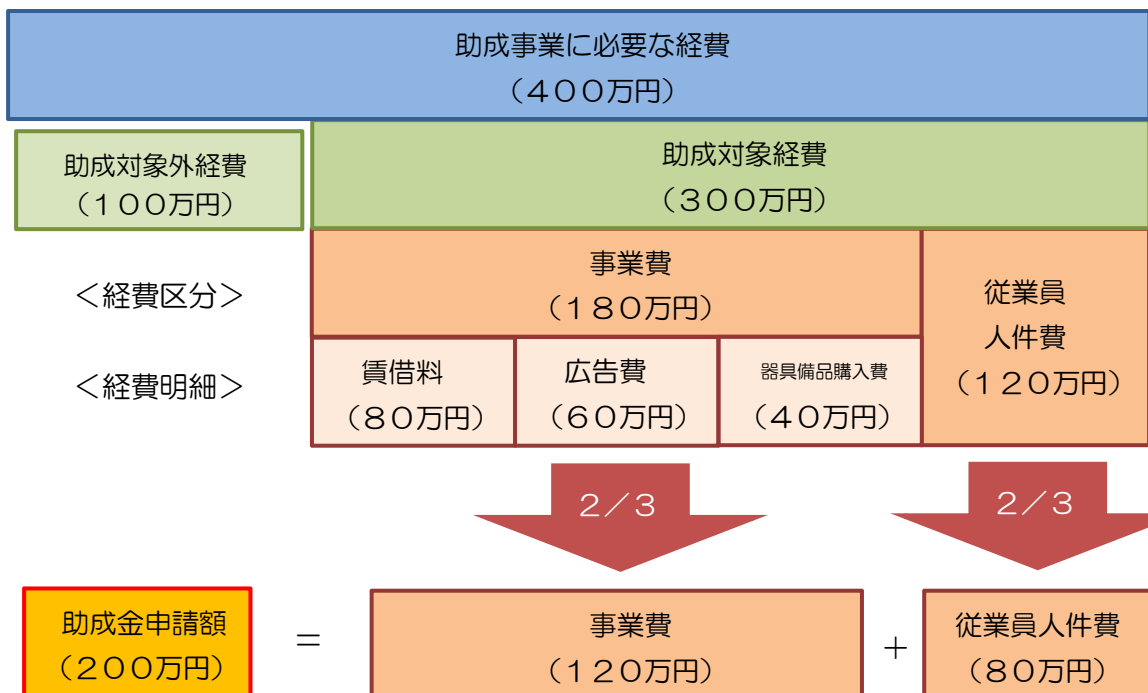 助成事業に必要な経費
（４００万円）
助成対象外経費
（１００万円）
助成対象経費
（３００万円）
＜経費区分＞
事業費
（１８０万円）
従業員
人件費
（１２０万円）
＜経費明細＞
賃借料
（８０万円）
広告費
（６０万円）
器具備品購入費
（４０万円）
２／３
２／３
助成金申請額
（２００万円）
＝
事業費
（１２０万円）
＋
従業員人件費
（８０万円）